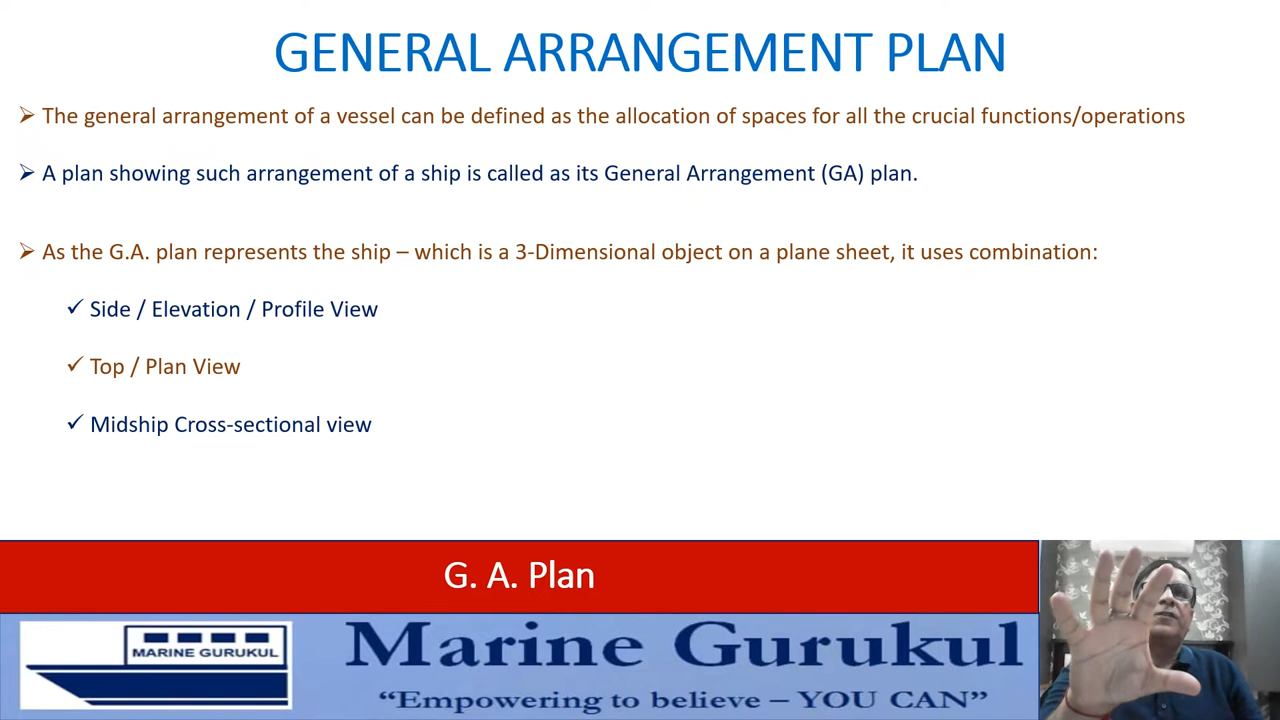 GENERAL ARRANGEMENT PLAN
➢ The general arrangement of a vessel can be defined as the allocation of spaces for all the crucial functions/operations
➢ A plan showing such arrangement of a ship is called as its General Arrangement (GA) plan.
➢ As the G.A. plan represents the ship – which is a 3-Dimensional object on a plane sheet, it uses combination:
✓ Side / Elevation / Profile View
✓ Top / Plan View
✓ Midship Cross-sectional view
G. A. Plan
MARINE GURUKUL
Marine Gurukul
“Empowering to believe – YOU CAN”